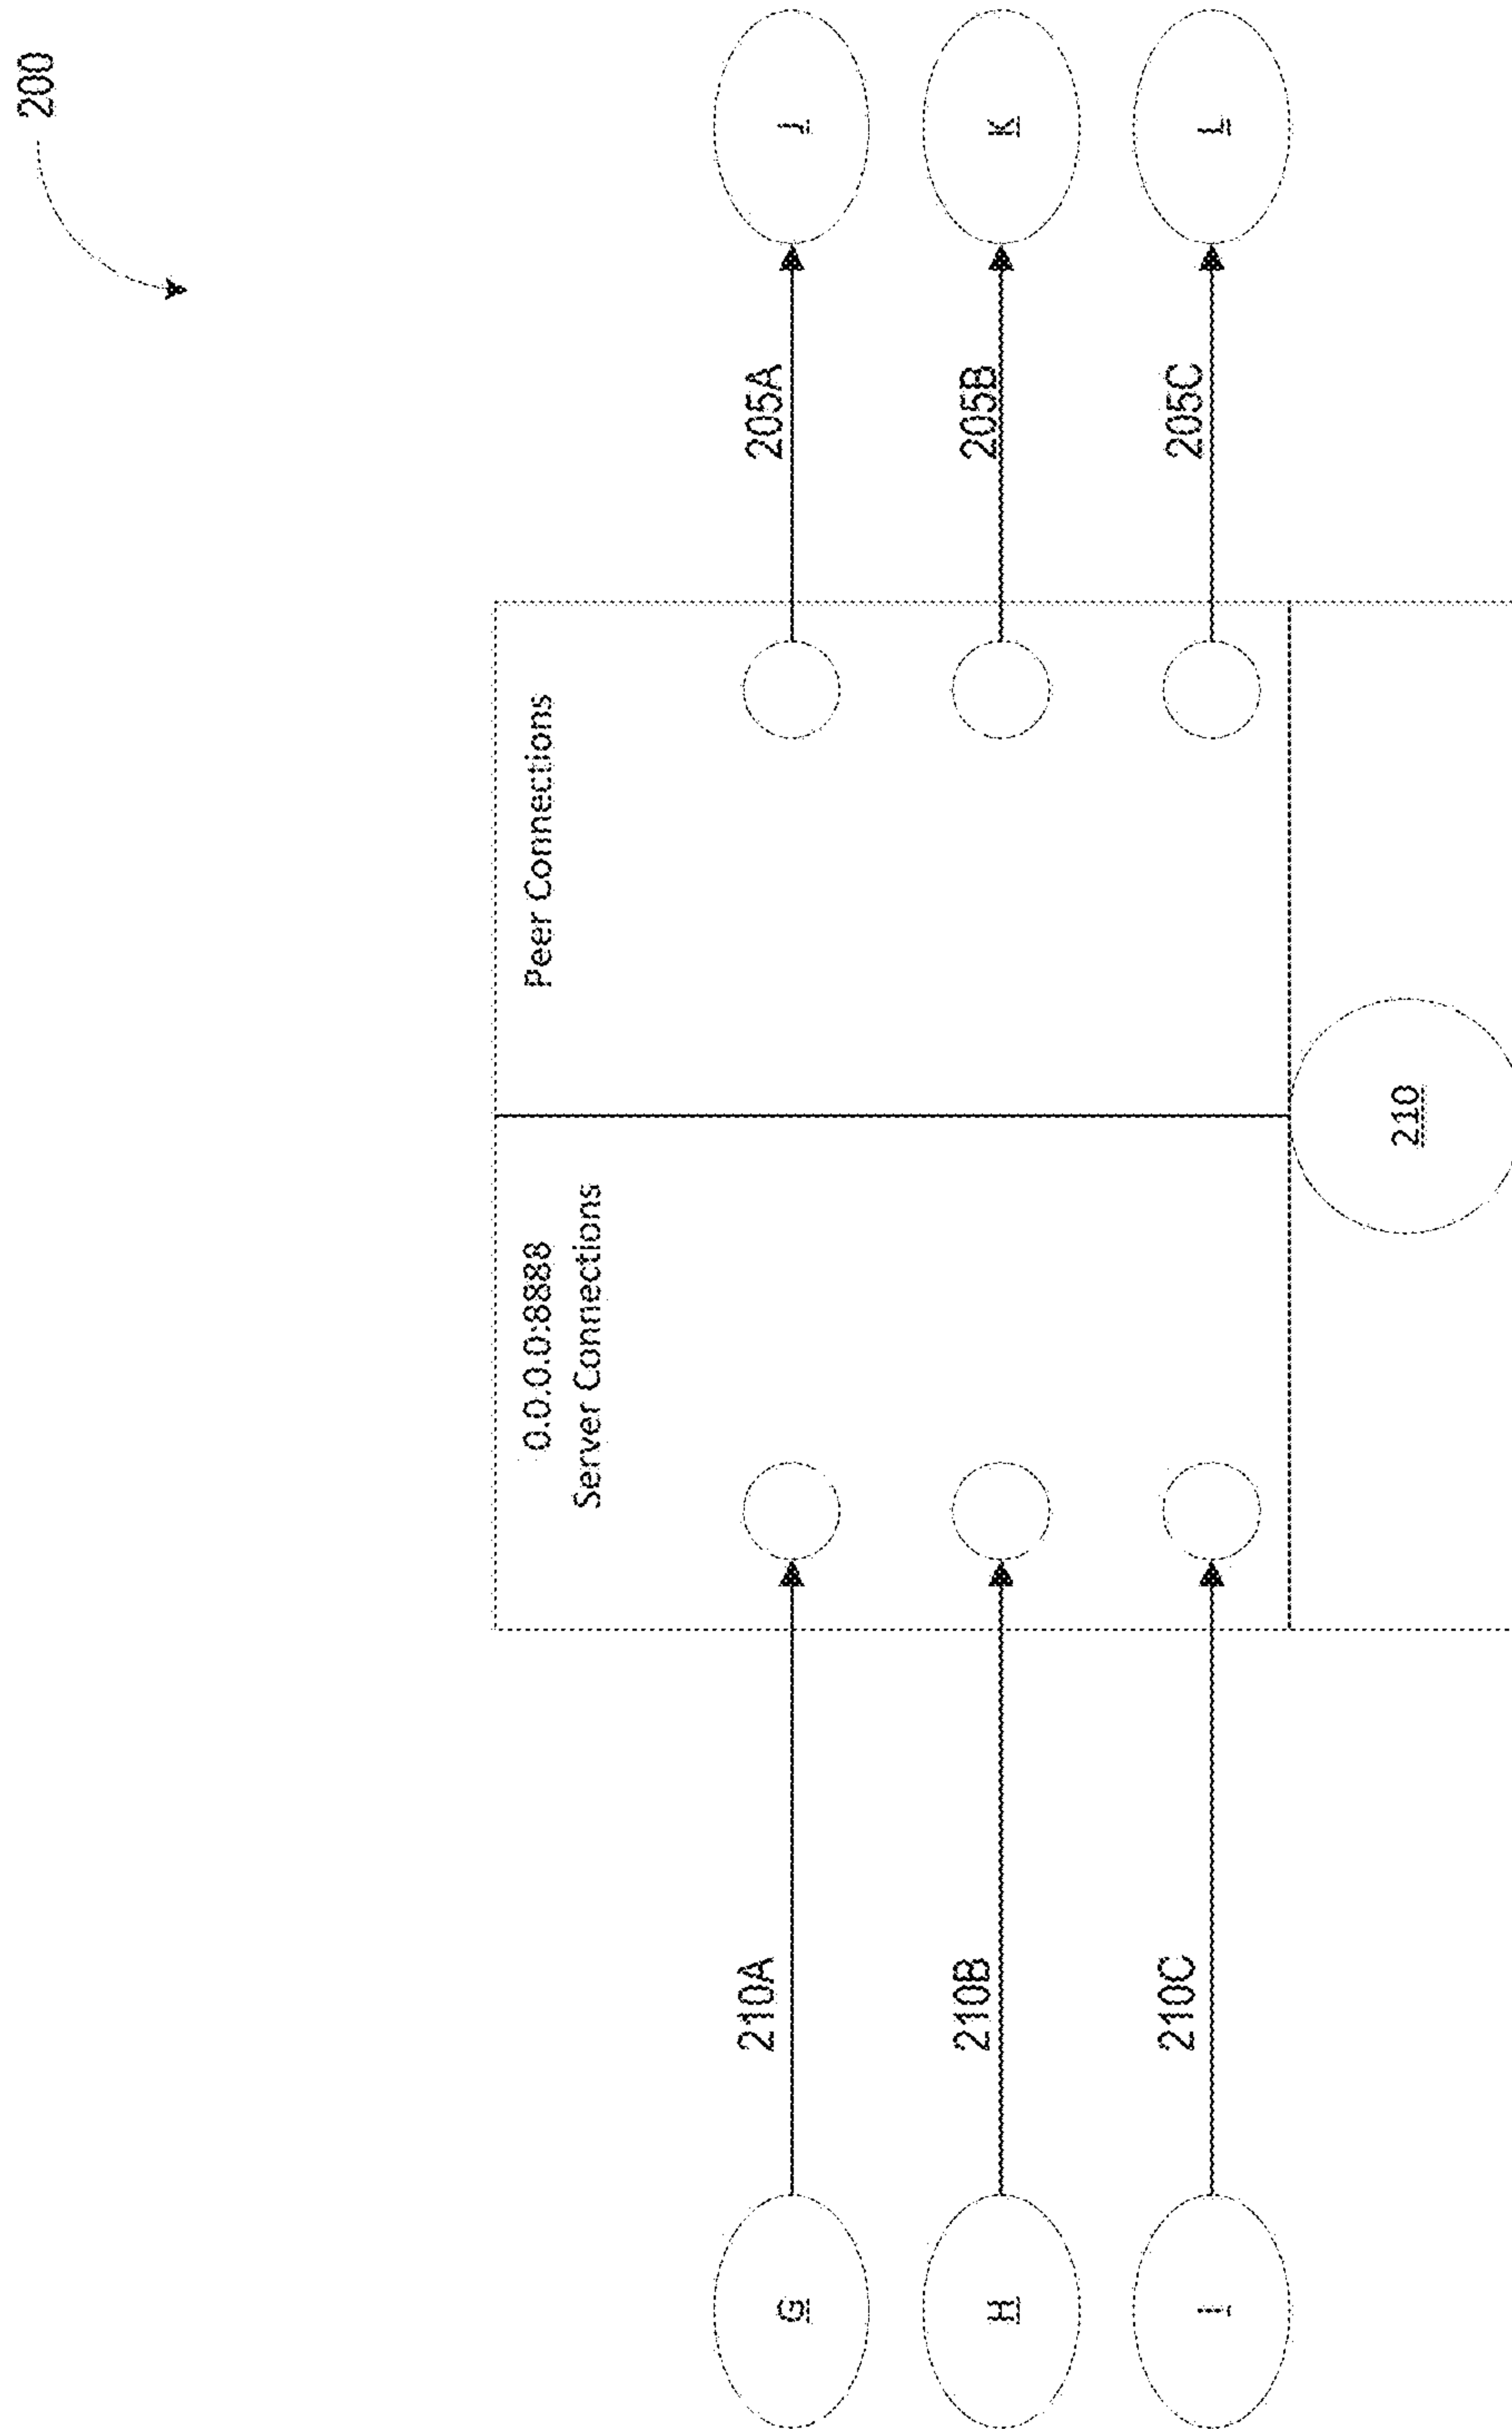 200
0.0.0.0:8888
Server Connections
Peer Connections
G
210A
205A
J
H
210B
205B
K
I
210C
205C
L
210